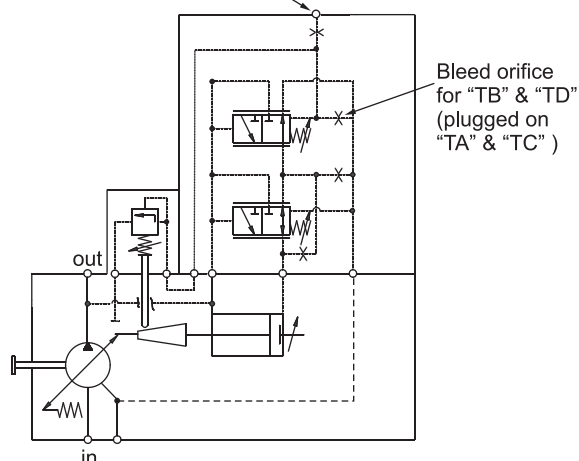 Bleed orifice
for “TB” & “TD”
(plugged on
“TA” & “TC” )
out
in